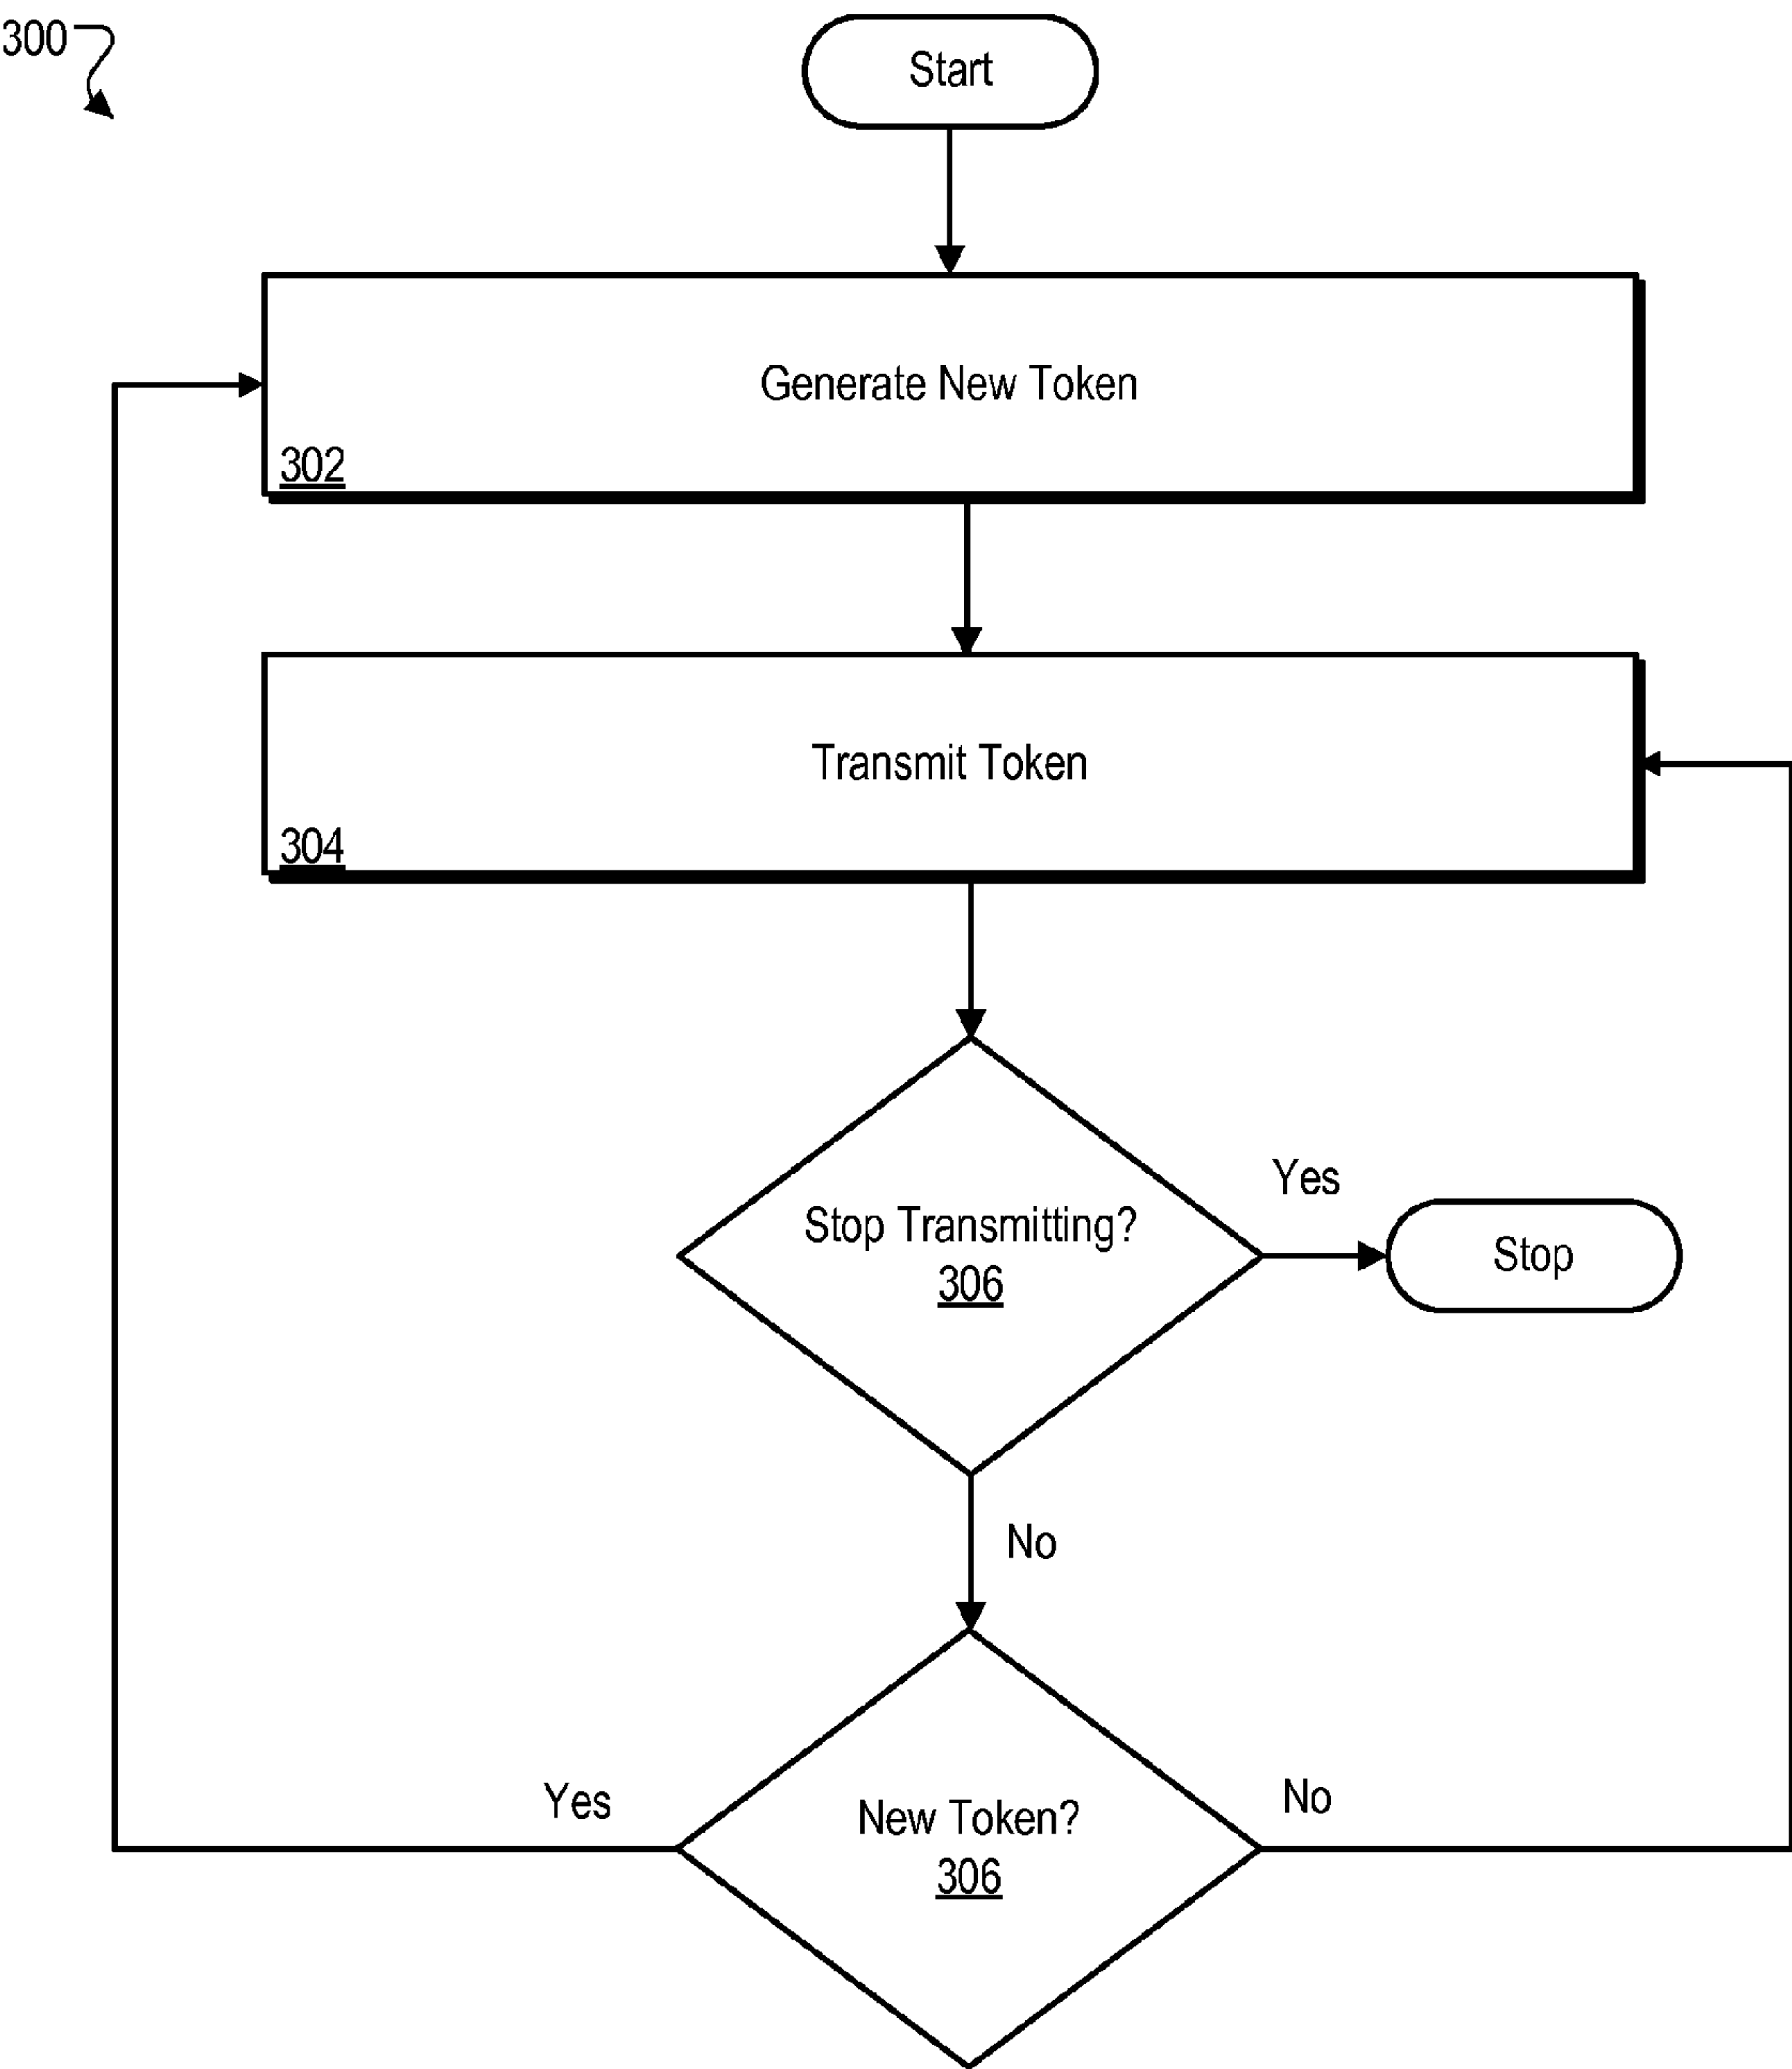 300
Start
Generate New Token
302
Transmit Token
304
Stop Transmitting?
306
Yes
Stop
No
New Token?
306
Yes
No